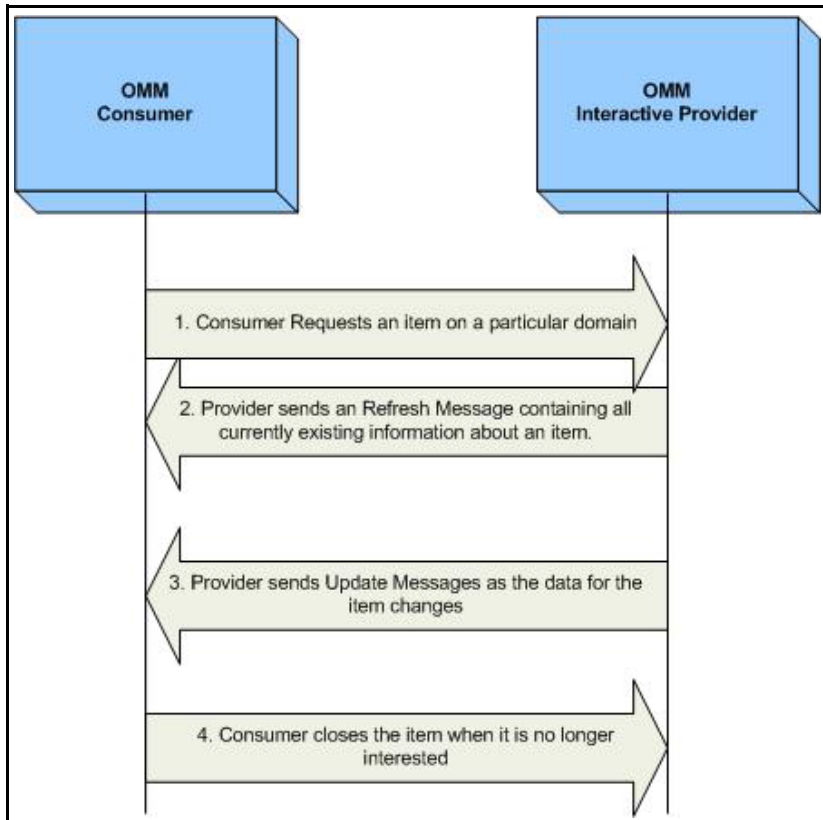 OMM
Consumer
OMM
Interactive Provider
1. Consumer Requests an item on a particular domain
2. Provider sends an Refresh Message containing all
currently existing information about an item.
3. Provider sends Update Messages as the data for the
item changes
4. Consumer closes the item when it is no longer
interested